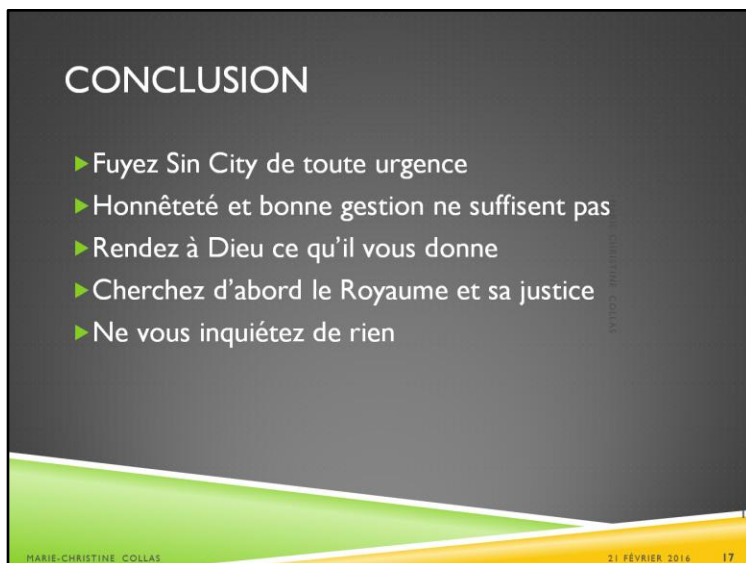 CONCLUSION
Fuyez Sin City de toute urgence
Honnêteté et bonne gestion ne suffisent pas
Rendez à Dieu ce qu'il vous donne
Cherchez d'abord le Royaume et sa justice
Ne vous inquiétez de rien
CHRISTINE COLLAS
MARIE-CHRISTINE COLLAS
21 FÉVRIER 2016 17